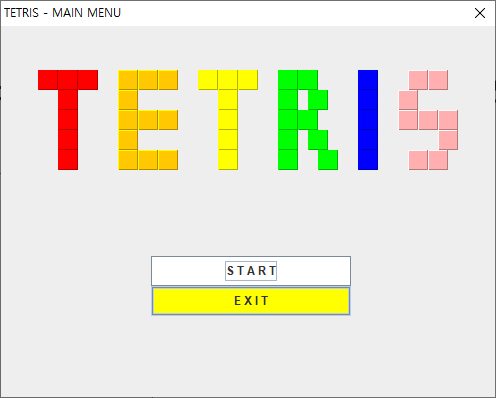 TETRIS - MAIN MENU
TETRIS
START
EXIT